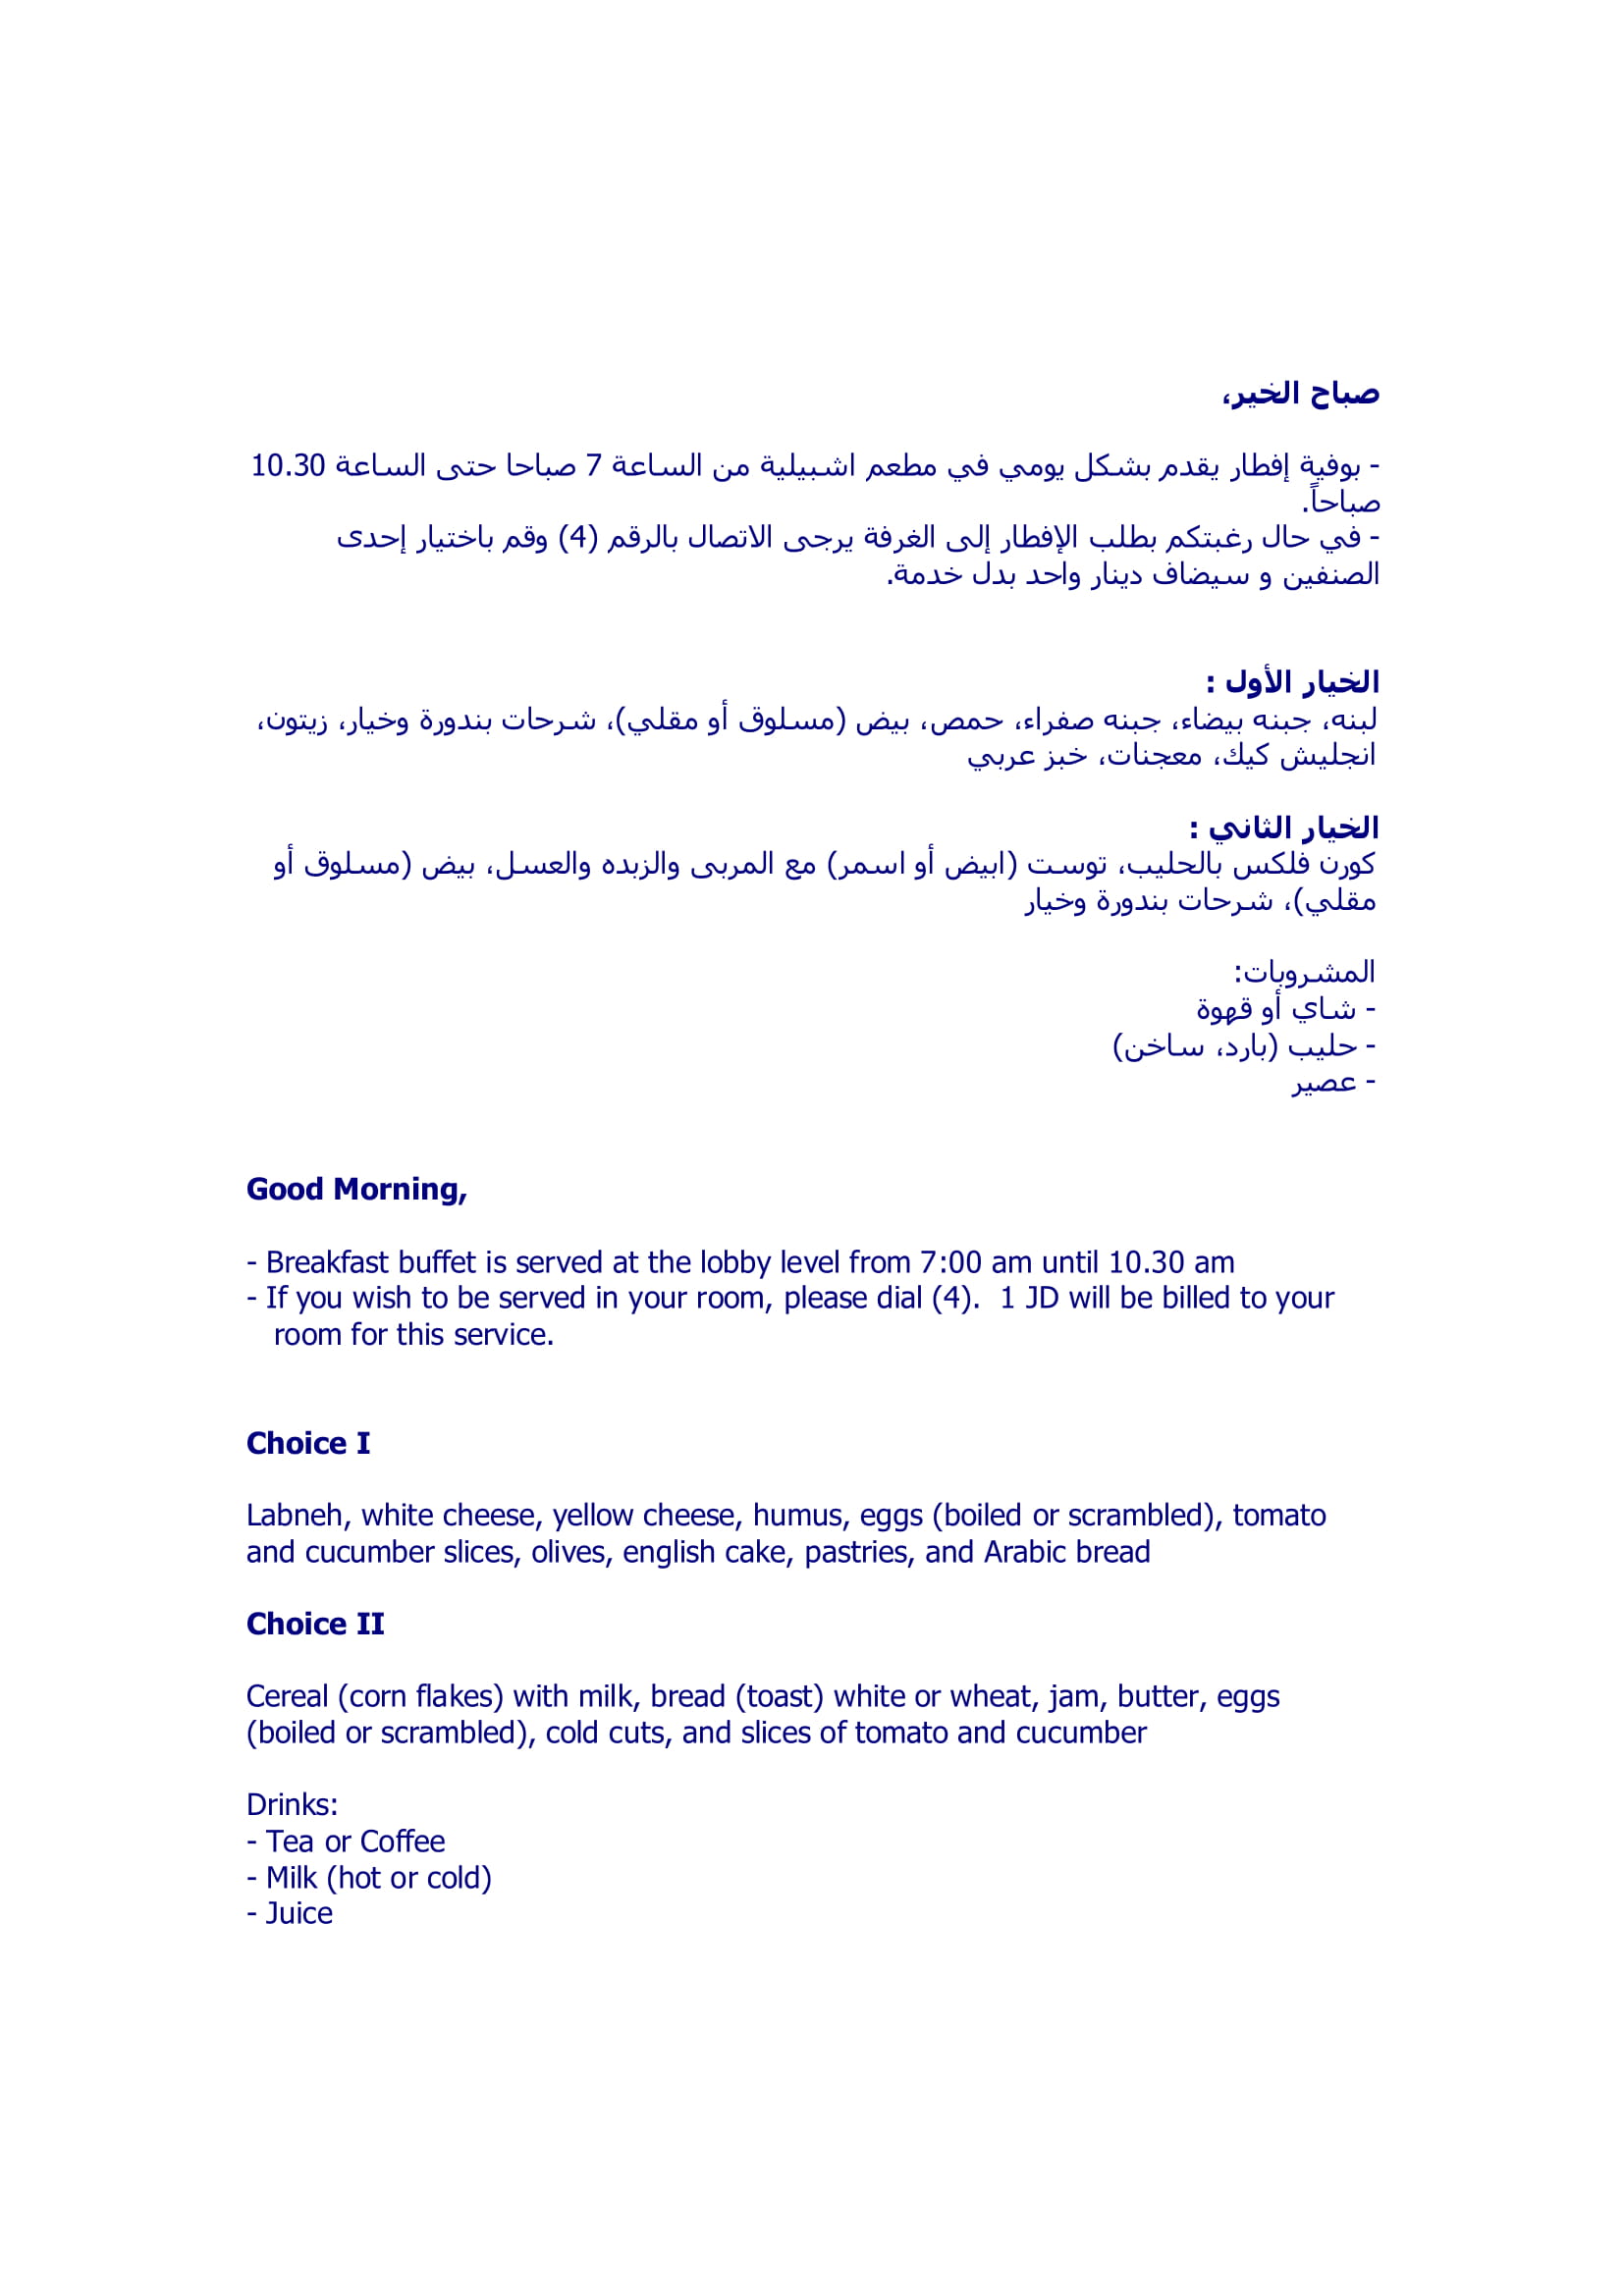 صباح الخير،
- بوفية إفطار يقدم بشكل يومي في مطعم اشبيلية من الساعة 7 صباحا حتى الساعة 10.30
صباحاً.
- في حال رغبتكم بطلب الإفطار إلى الغرفة يرجى الاتصال بالرقم (4) وقم باختيار إحدى
الصنفين و سيضاف دينار واحد بدل خدمة.
الخيار الأول :
لبنه، جبنه بيضاء، جبنه صفراء، حمص، بيض (مسلوق أو مقلي)، شرحات بندورة وخيار، زيتون،
انجليش كيك، معجنات، خبز عربي
الخيار الثاني :
كورن فلكس بالحليب، توست (ابيض أو اسمر) مع المربى والزبده والعسل، بيض (مسلوق أو
مقلي)، شرحات بندورة وخيار
المشروبات:
- شاي أو قهوة
- حليب (بارد، ساخن)
- عصير
Good Morning,
- Breakfast buffet is served at the lobby level from 7:00 am until 10.30 am
- If you wish to be served in your room, please dial (4).  1 JD will be billed to your
room for this service.
Choice I
Labneh, white cheese, yellow cheese, humus, eggs (boiled or scrambled), tomato
and cucumber slices, olives, english cake, pastries, and Arabic bread
Choice II
Cereal (corn flakes) with milk, bread (toast) white or wheat, jam, butter, eggs
(boiled or scrambled), cold cuts, and slices of tomato and cucumber
Drinks:
- Tea or Coffee
- Milk (hot or cold)
- Juice